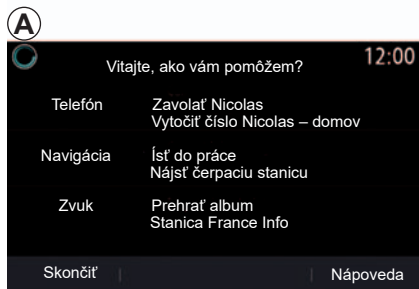 A
12:00
Vitajte, ako vám pomôžem?
Telefón
Zavolať Nicolas
Vytočiť číslo Nicolas – domov
Navigácia
Ísť do práce
Nájsť čerpaciu stanicu
Zvuk
Prehrať album
Stanica France Info
Skončiť
Nápoveda